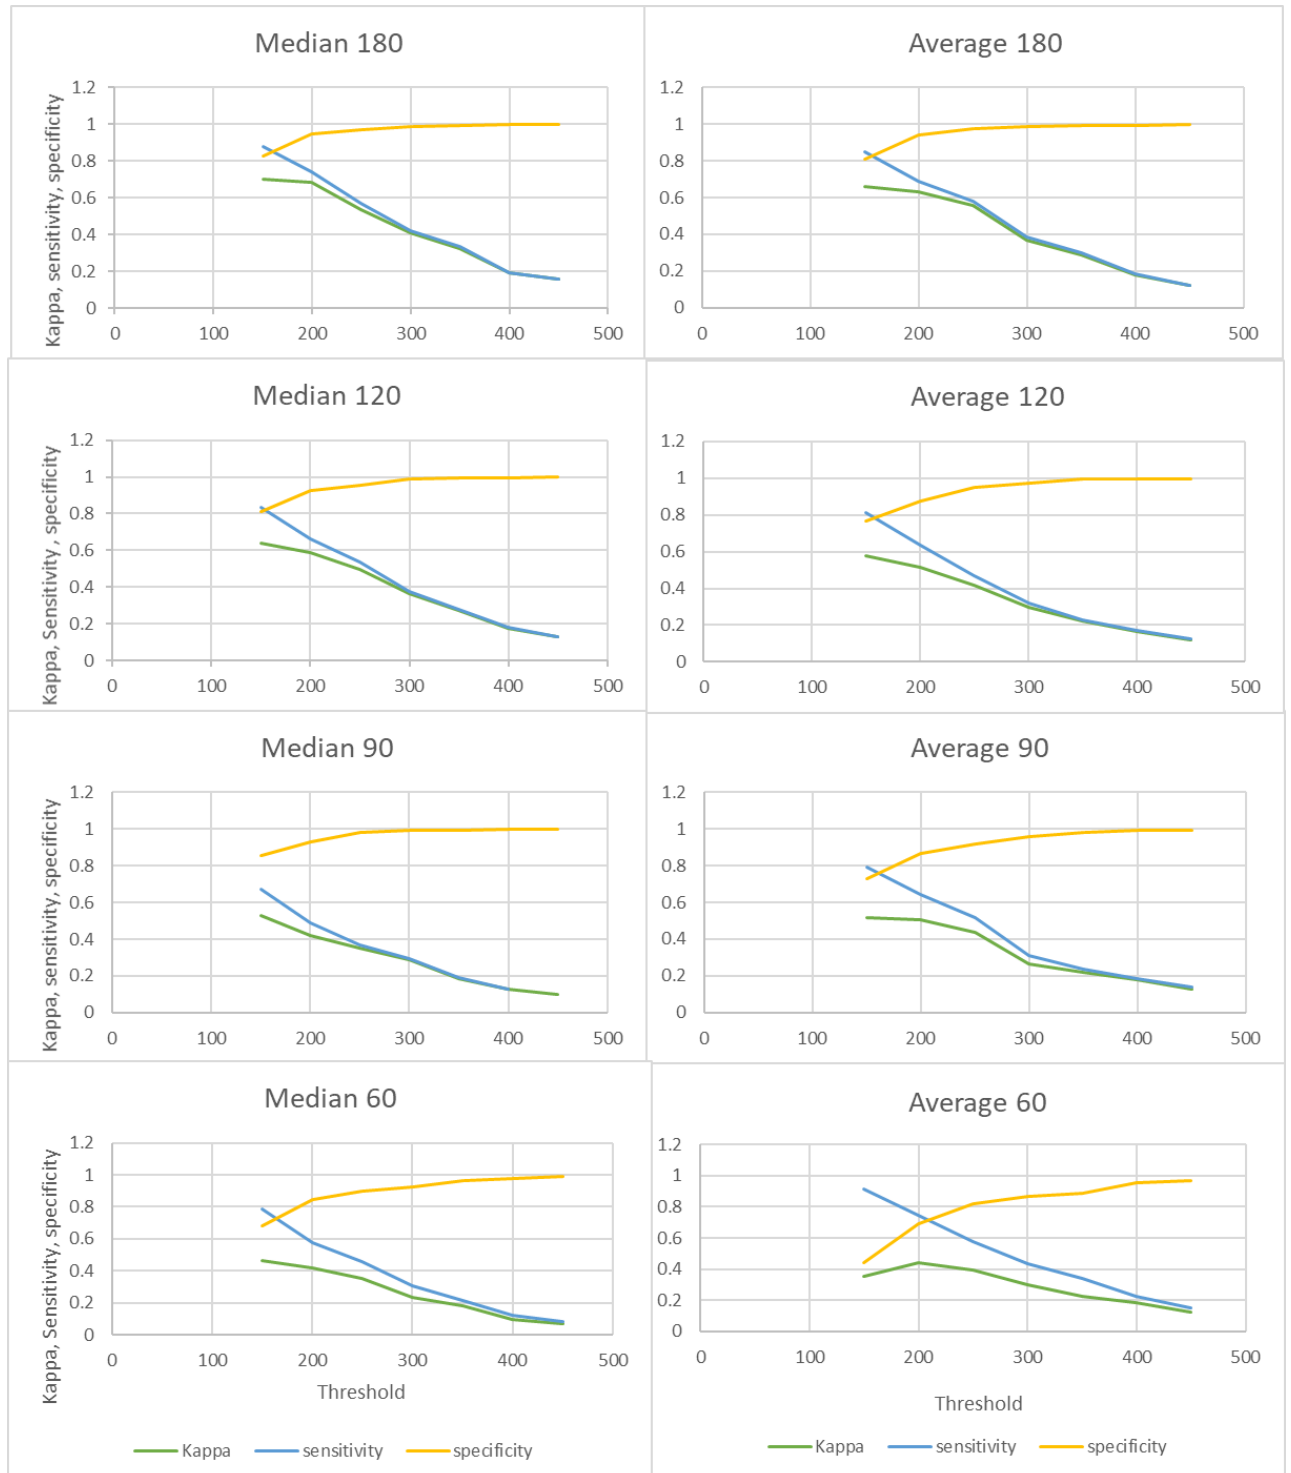 Median 180
Kappa, sensitivity, specificity
1.2
1
0.8
0.6
0.4
0.2
0
0 100 200 300 400 500
Average 180
1.2
1
0.8
0.6
0.4
0.2
0
0 100 200 300 400 500
Median 120
Kappa, Sensitivity , specificity
1.2
1
0.8
0.6
0.4
0.2
0
0 100 200 300 400 500
Average 120
1.2
1
0.8
0.6
0.4
0.2
0
0 100 200 300 400 500
Median 90
Kappa, sensitivity, specificity
1.2
1
0.8
0.6
0.4
0.2
0
0 100 200 300 400 500
Average 90
1.2
1
0.8
0.6
0.4
0.2
0
0 100 200 300 400 500
Median 60
Kappa, Sensitivity, specificity
1.2
1
0.8
0.6
0.4
0.2
0
0 100 200 300 400 500
Threshold
Kappa sensitivity specificity
Average 60
1.2
1
0.8
0.6
0.4
0.2
0
0 100 200 300 400 500
Threshold
Kappa sensitivity specificity